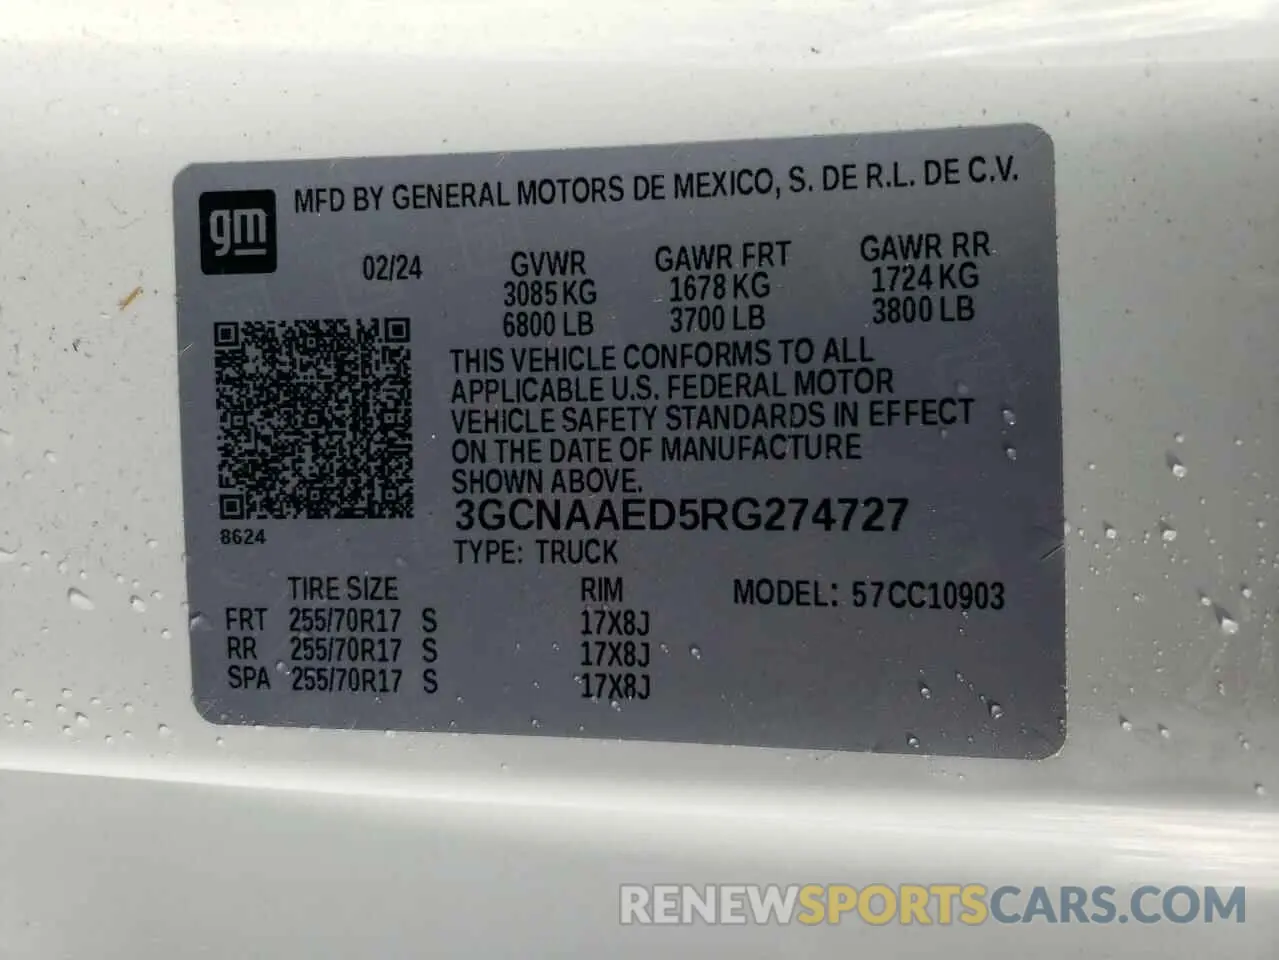 gm
MFD BY GENERAL MOTORS DE MEXICO, S. DE R.L. DE C.V.
02/24 GVWR GAWR FRT GAWR RR
3085 KG 1678 KG 1724 KG
6800 LB 3700 LB 3800 LB
THIS VEHICLE CONFORMS TO ALL
APPLICABLE U.S. FEDERAL MOTOR
VEHICLE SAFETY STANDARDS IN EFFECT
ON THE DATE OF MANUFACTURE
SHOWN ABOVE.
3GCNAAED5RG274727
8624
TYPE: TRUCK
TIRE SIZE RIM MODEL: 57CC10903
FRT 255/70R17 S 17X8J
RR 255/70R17 S 17X8J
SPA 255/70R17 S 17X8J
RENEWSPORTSCARS.COM